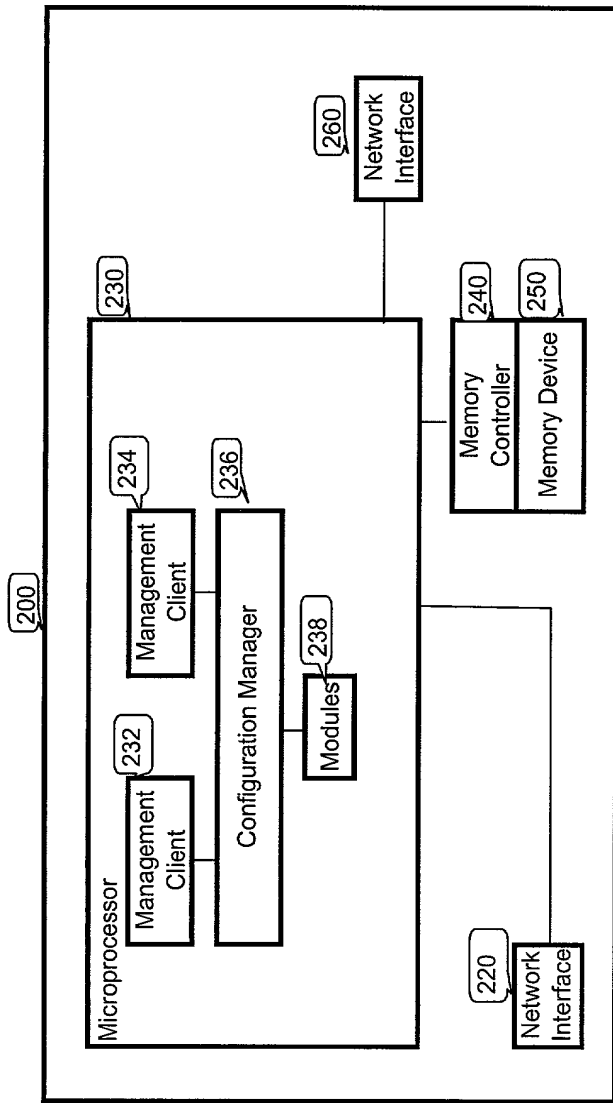 200
Microprocessor
230
232
Management
Client
234
Management
Client
236
Configuration Manager
238
Modules
260
Network
Interface
240
Memory
Controller
250
Memory Device
220
Network
Interface